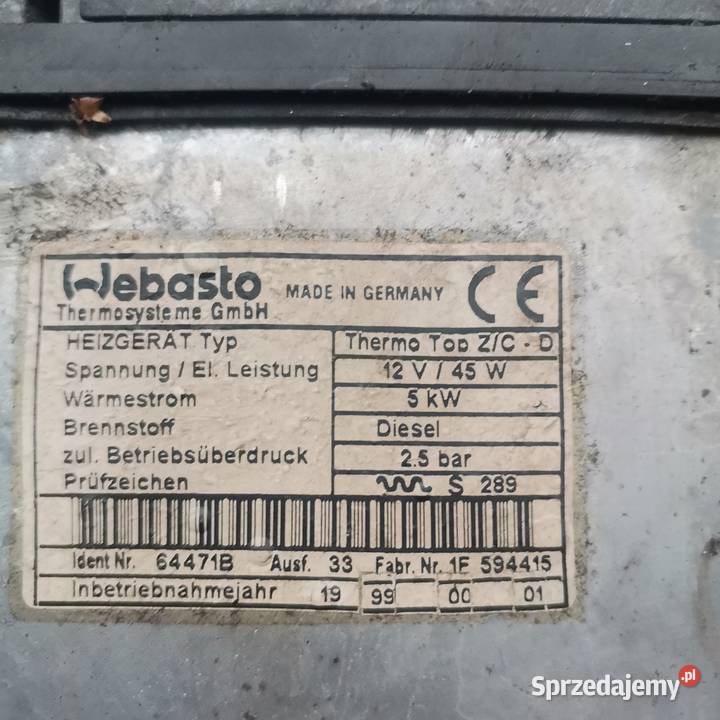 Webasto MADE IN GERMANY CE
Thermosysteme GmbH
HEIZGERÄT Typ Thermo Top Z/C - D
Spannung / El. Leistung 12 V / 45 W
Wärmestrom 5 kW
Brennstoff Diesel
zul. Betriebsüberdruck 2.5 bar
Prüfzeichen S 289
Ident Nr. 64471B Ausf. 33 Fabr. Nr. 1F 594415
Inbetriebnahmejahr 19 99 00 01
Sprzedajemy.pl